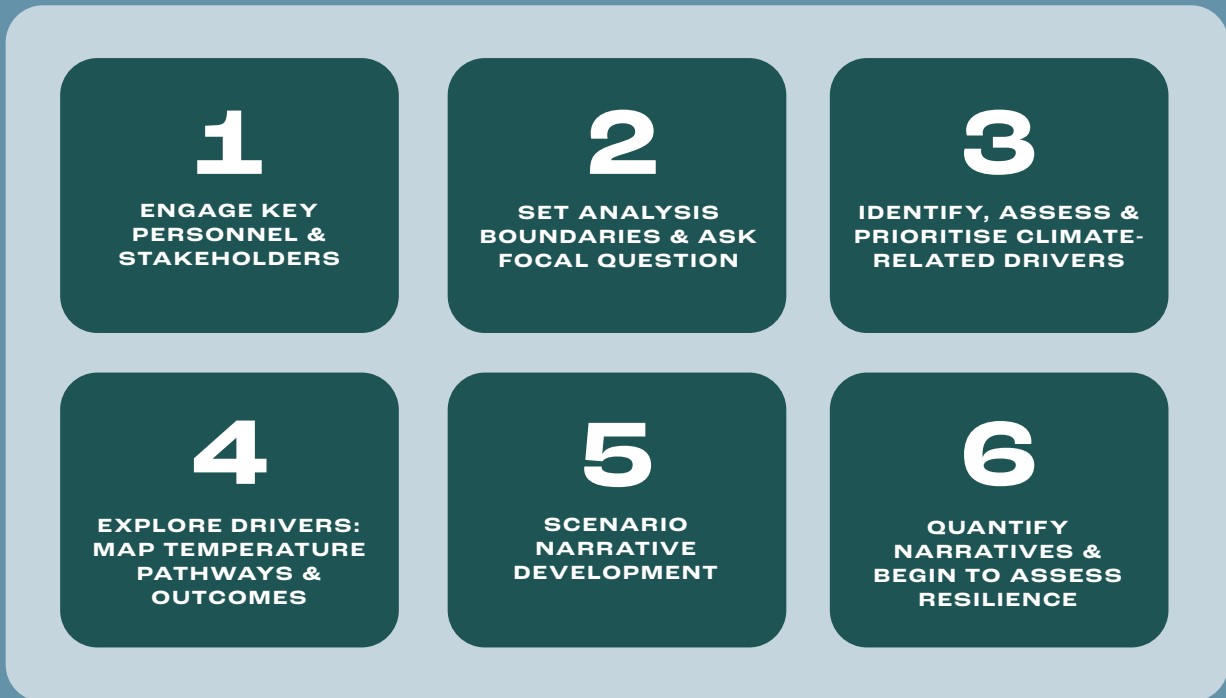 1
ENGAGE KEY
PERSONNEL &
STAKEHOLDERS
2
SET ANALYSIS
BOUNDARIES & ASK
FOCAL QUESTION
3
IDENTIFY, ASSESS &
PRIORITISE CLIMATE-
RELATED DRIVERS
4
EXPLORE DRIVERS:
MAP TEMPERATURE
PATHWAYS &
OUTCOMES
5
SCENARIO
NARRATIVE
DEVELOPMENT
6
QUANTIFY
NARRATIVES &
BEGIN TO ASSESS
RESILIENCE